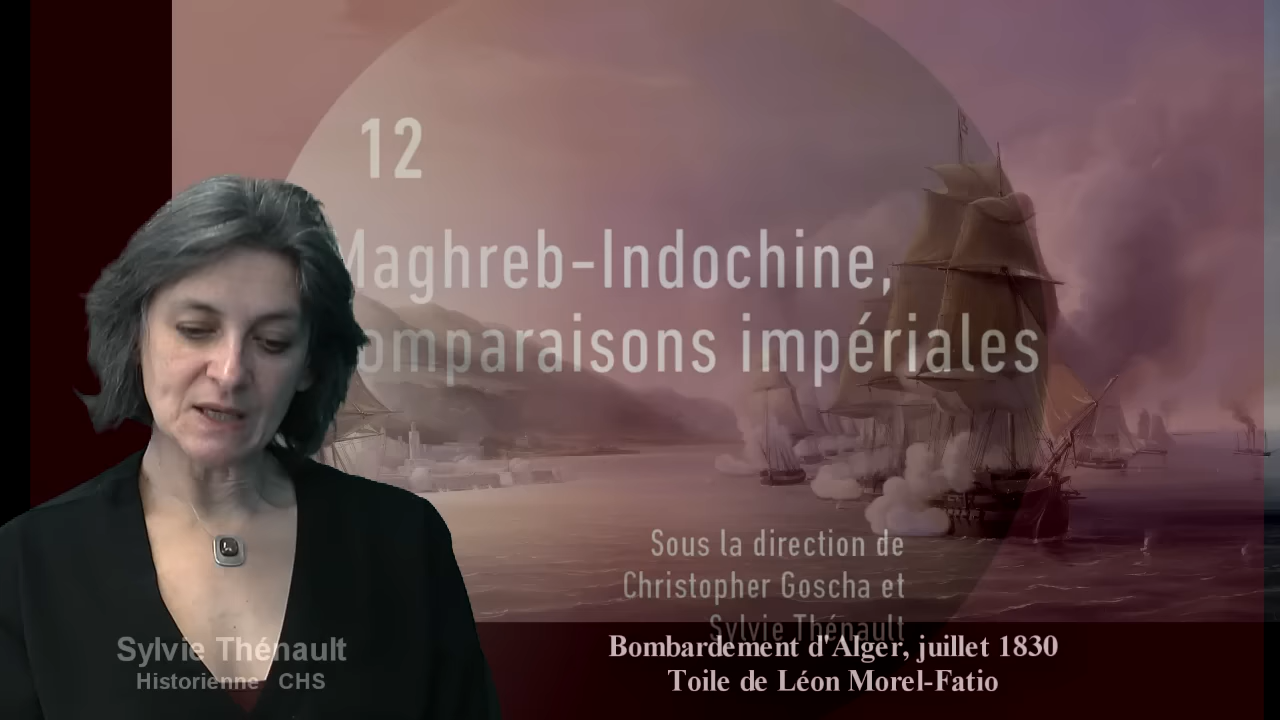 12
Maghreb-Indochine,
comparaisons impériales
Sous la direction de
Christopher Goscha et
Sylvie Thénault
Sylvie Thénault
Historienne CHS
Bombardement d'Alger, juillet 1830
Toile de Léon Morel-Fatio